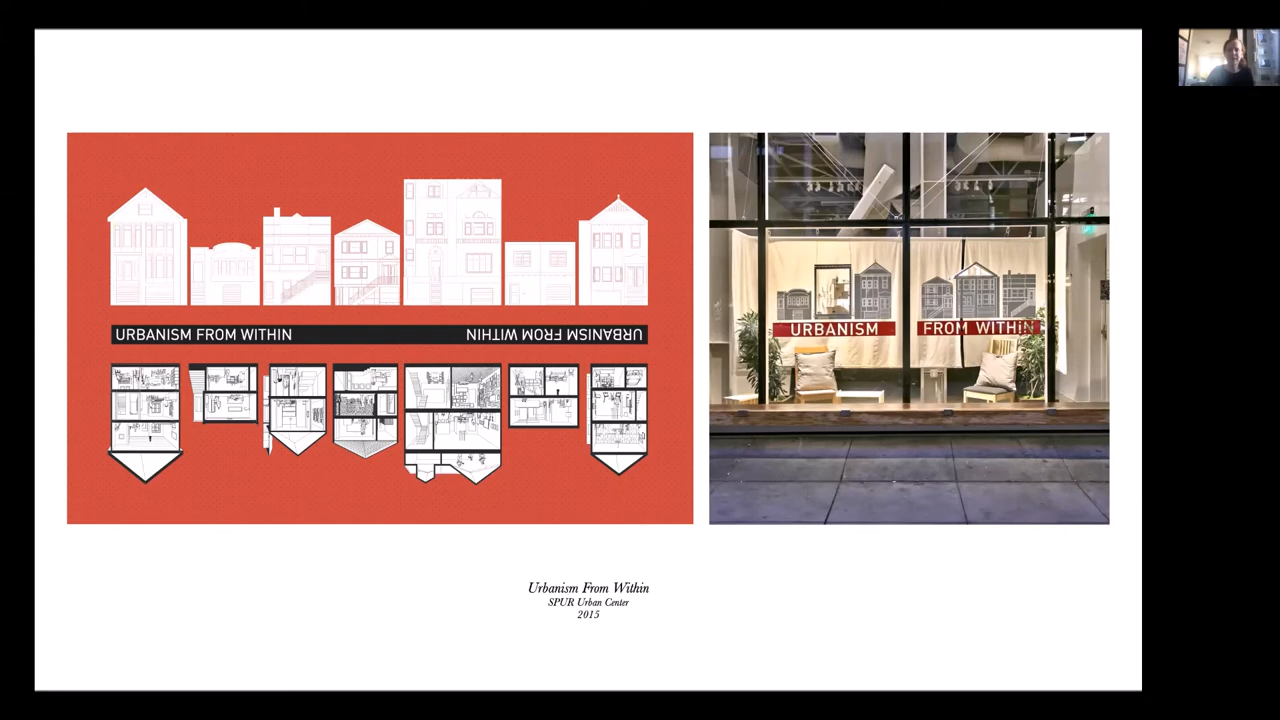 URBANISM FROM WITHIN
URBANISM FROM WITHIN
URBANISM
FROM WITHIN
Urbanism From Within
SPUR Urban Center
2015